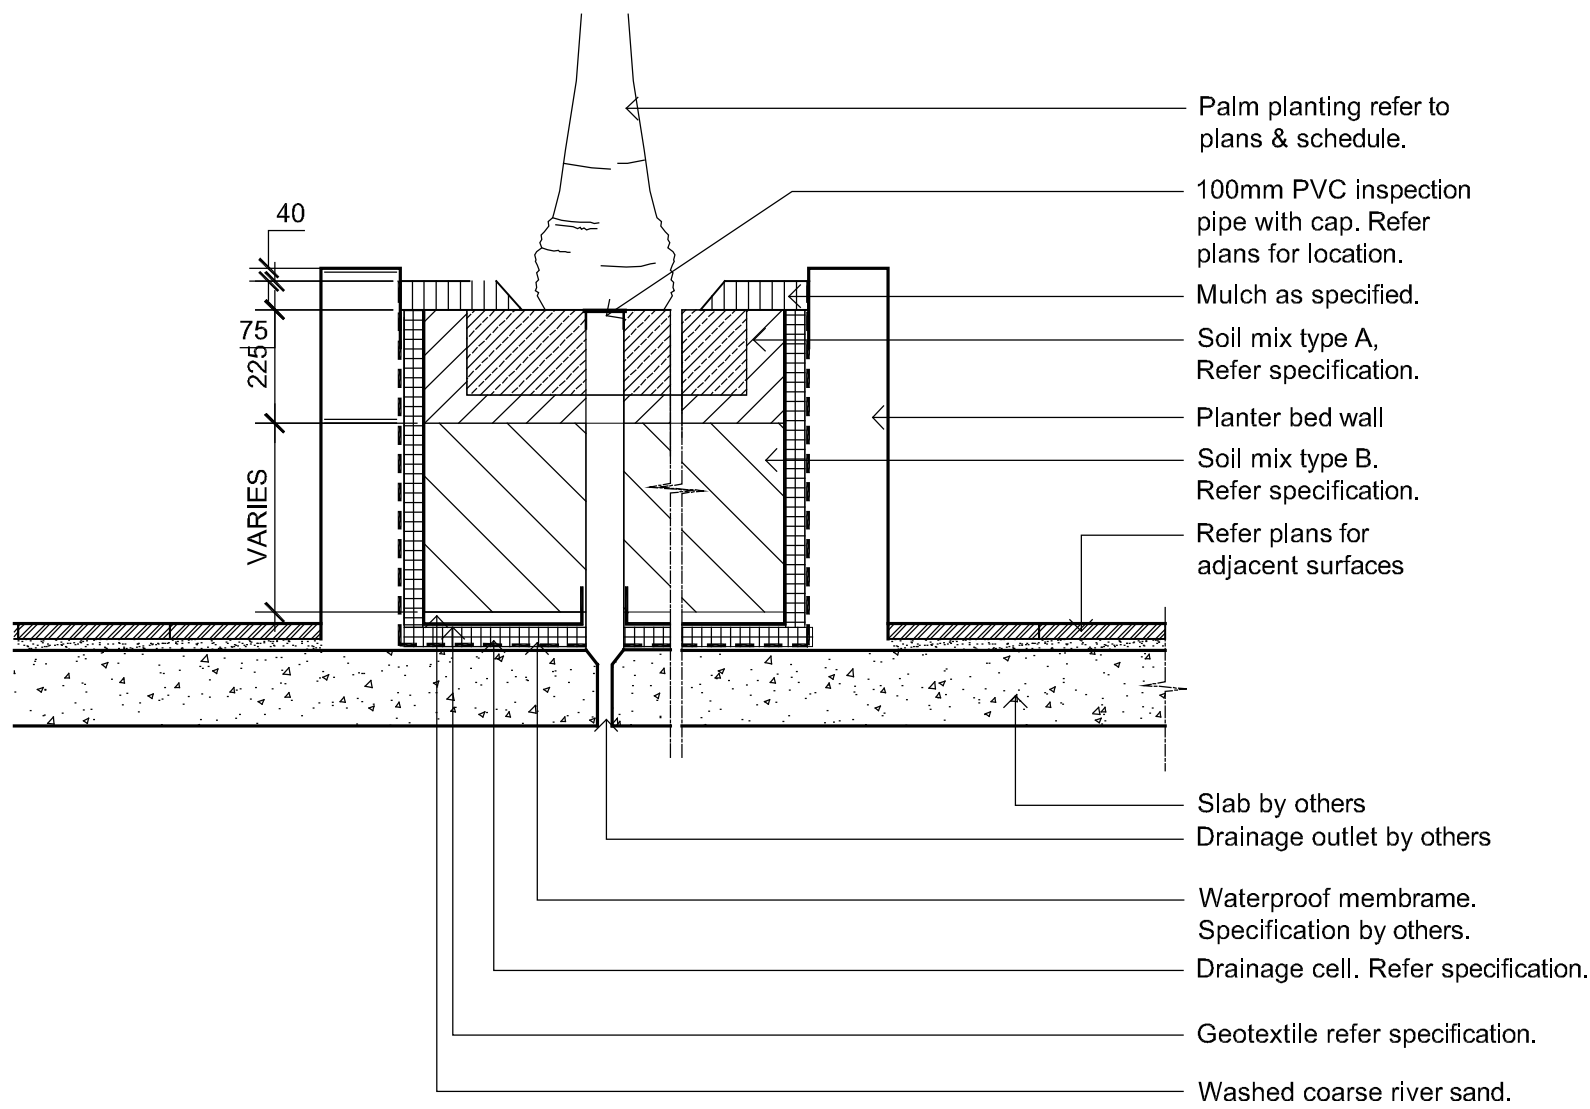 Palm planting refer to
plans & schedule.
100mm PVC inspection
pipe with cap. Refer
plans for location.
40
Mulch as specified.
75
225
Soil mix type A,
Refer specification.
Planter bed wall
Soil mix type B.
Refer specification.
VARIES
Refer plans for
adjacent surfaces
Slab by others
Drainage outlet by others
Waterproof membrame.
Specification by others.
Drainage cell. Refer specification.
Geotextile refer specification.
Washed coarse river sand.